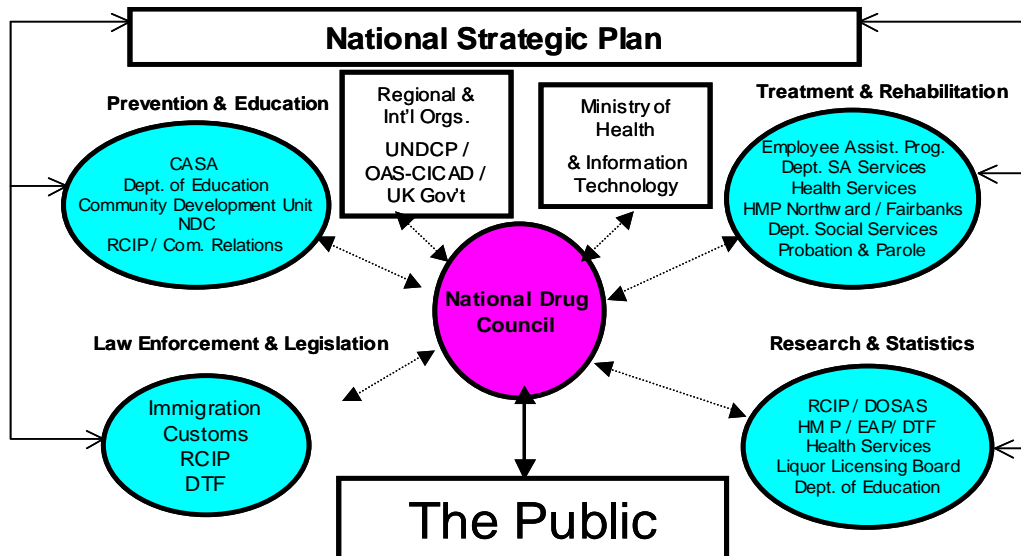 National Strategic Plan
Prevention & Education
CASA
Dept. of Education
Community Development Unit
NDC
RCIP / Com. Relations
Regional &
Int'l Orgs.
UNDCP /
OAS-CICAD /
UK Gov't
Ministry of
Health
& Information
Technology
Treatment & Rehabilitation
Employee Assist. Prog.
Dept. SA Services
Health Services
HMP Northward / Fairbanks
Dept. Social Services
Probation & Parole
National Drug
Council
Law Enforcement & Legislation
Immigration
Customs
RCIP
DTF
Research & Statistics
RCIP / DOSAS
HMP / EAP/ DTF
Health Services
Liquor Licensing Board
Dept. of Education
The Public